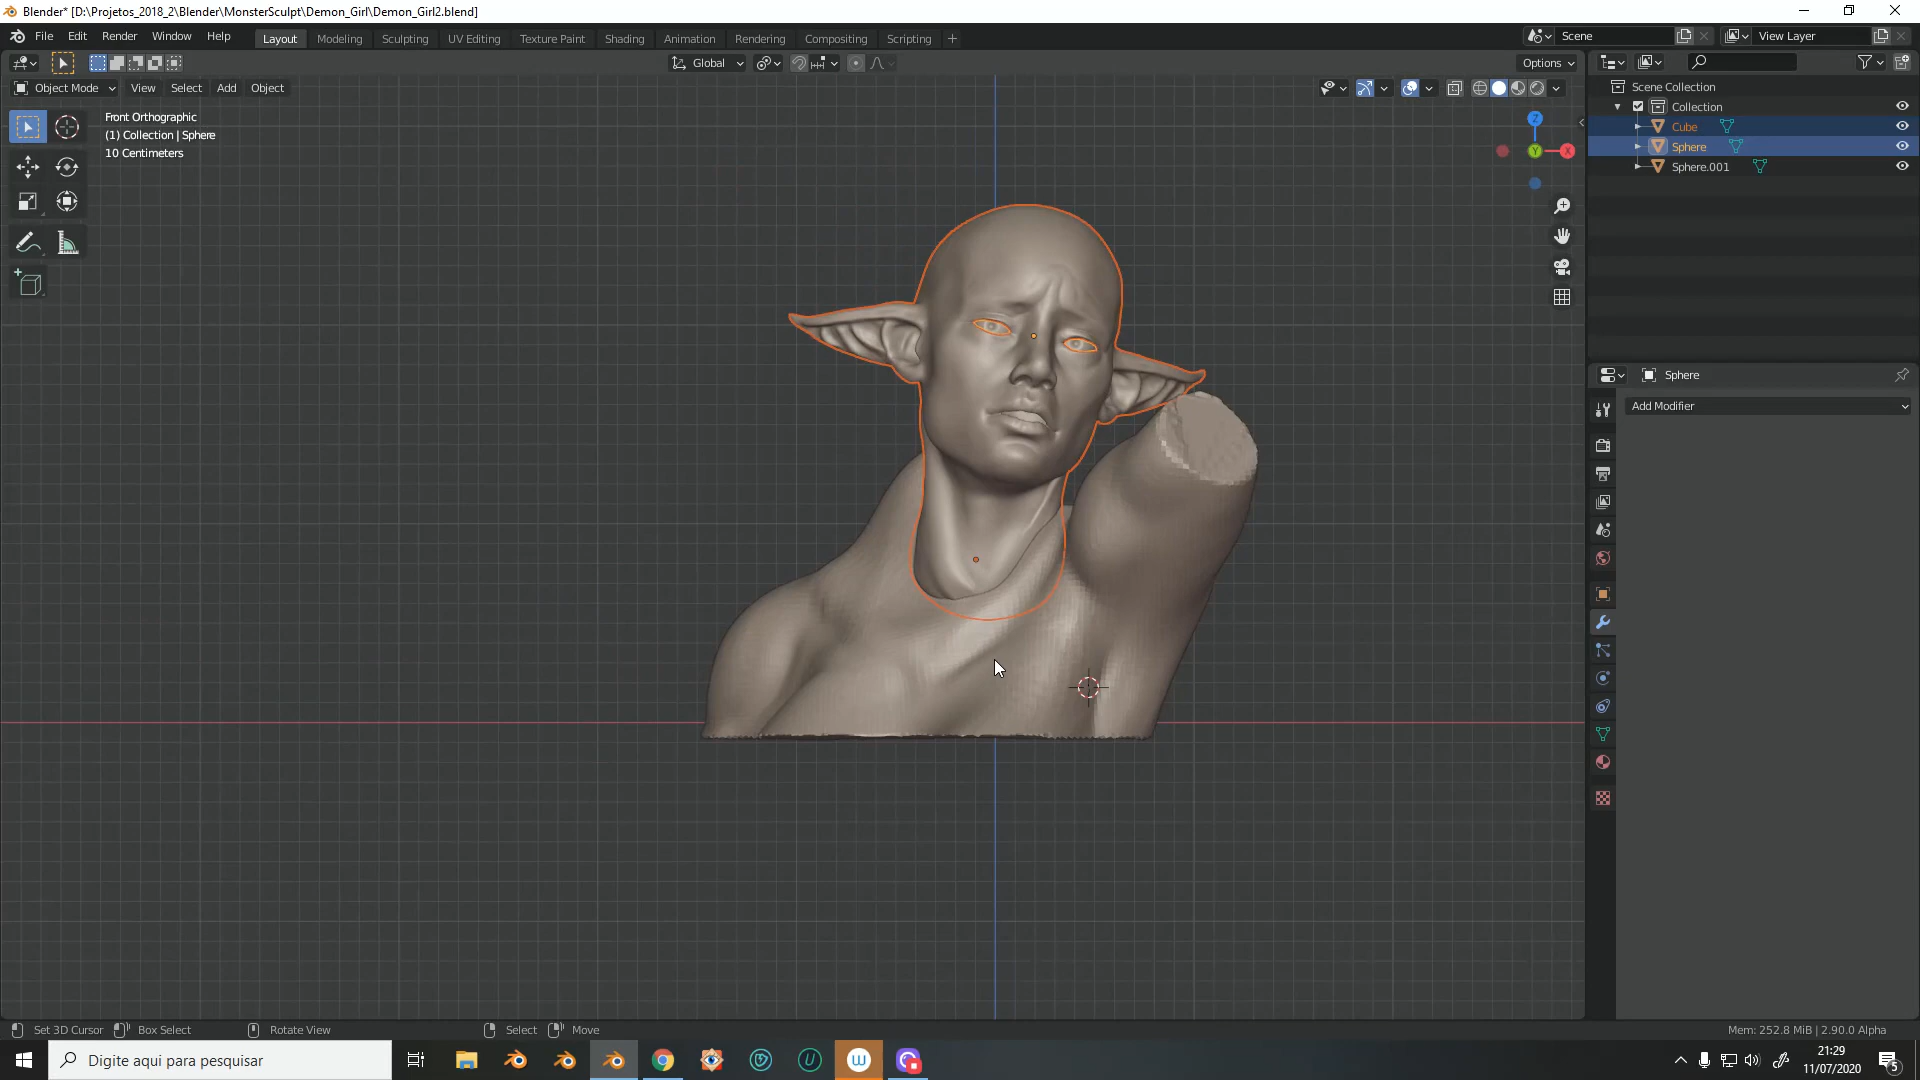 Blender* [D:\Projetos_2018_2\Blender\MonsterSculpt\Demon_Girl\Demon_Girl2.blend]
File Edit Render Window Help Layout Modeling Sculpting UV Editing Texture Paint Shading Animation Rendering Compositing Scripting + Scene View Layer
Global Options
Object Mode View Select Add Object
Front Orthographic
(1) Collection | Sphere
10 Centimeters
Z
X
Y
Scene Collection
Collection
Cube
Sphere
Sphere.001
Sphere
Add Modifier
Set 3D Cursor Box Select Rotate View Select Move Mem: 252.8 MiB | 2.90.0 Alpha
Digite aqui para pesquisar
U
W
21:29
11/07/2020
5